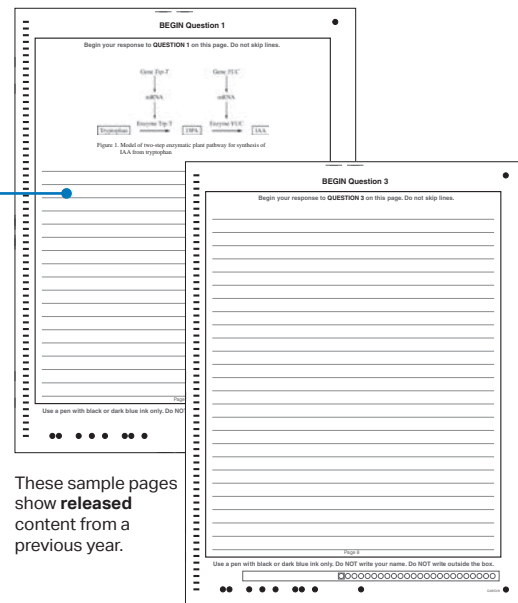 BEGIN Question 1
Begin your response to QUESTION 1 on this page. Do not skip lines.
Gene Trp-T Gene YUC
mRNA mRNA
Enzyme Trp-T Enzyme YUC
Tryptophan IPA IAA
Figure 1. Model of two-step enzymatic plant pathway for synthesis of
IAA from tryptophan
Page
Use a pen with black or dark blue ink only. Do NO
BEGIN Question 3
Begin your response to QUESTION 3 on this page. Do not skip lines.
Page 8
Use a pen with black or dark blue ink only. Do NOT write your name. Do NOT write outside the box.
These sample pages
show released
content from a
previous year.